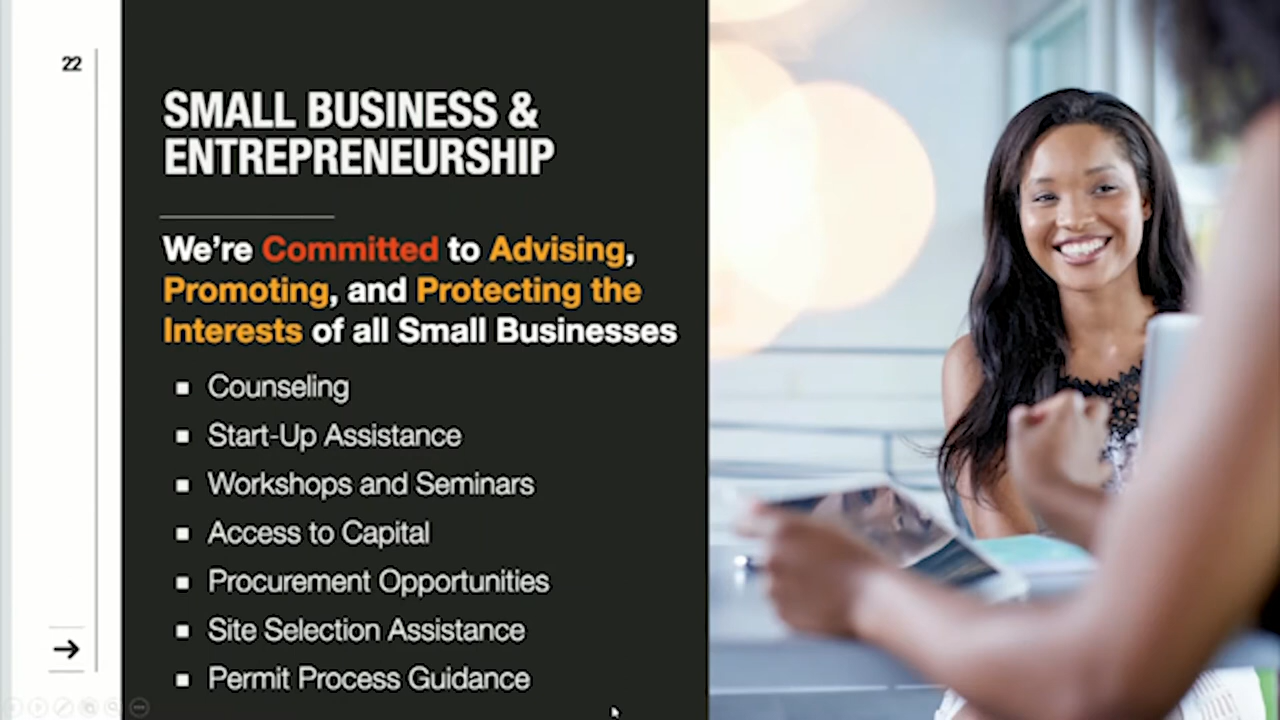 22
SMALL BUSINESS &
ENTREPRENEURSHIP
We're Committed to Advising,
Promoting, and Protecting the
Interests of all Small Businesses
Counseling
Start-Up Assistance
Workshops and Seminars
Access to Capital
Procurement Opportunities
Site Selection Assistance
Permit Process Guidance